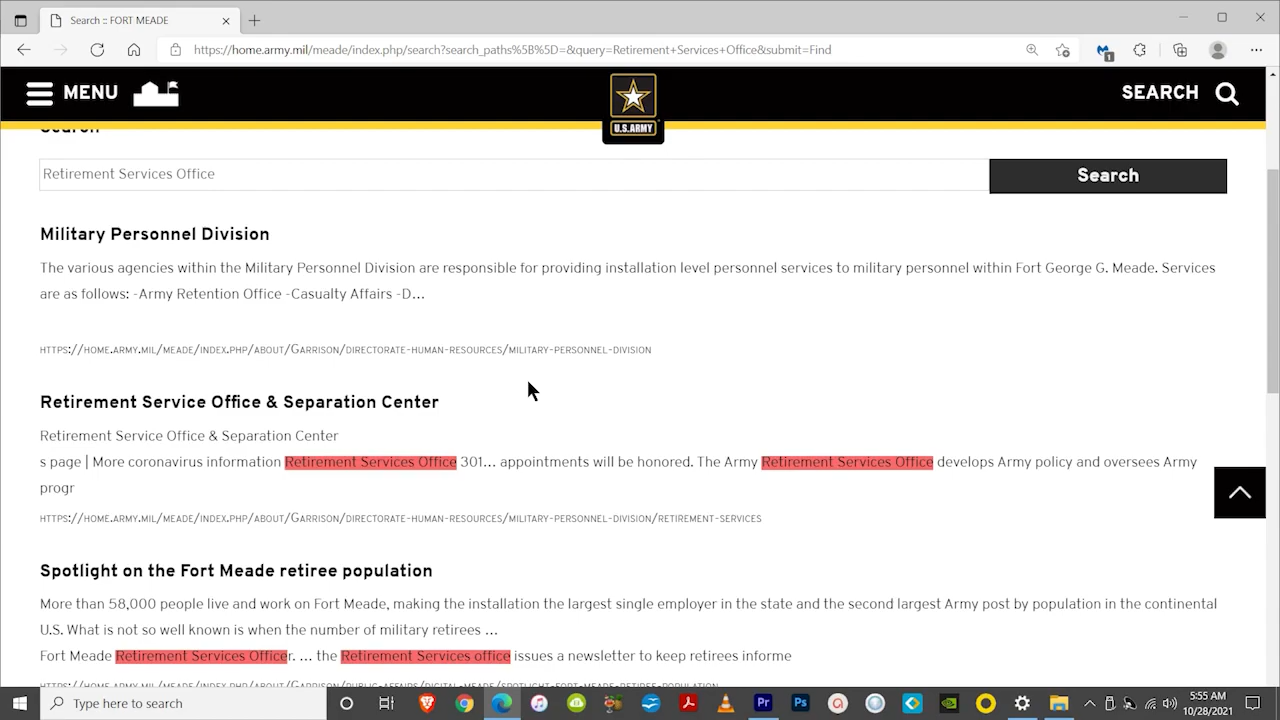 Search :: FORT MEADE
https://home.army.mil/meade/index.php/search?search_paths%5B%5D=&query=Retirement+Services+Office&submit=Find
1
MENU
U.S.ARMY
SEARCH
Search
Retirement Services Office
Search
Military Personnel Division
The various agencies within the Military Personnel Division are responsible for providing installation level personnel services to military personnel within Fort George G. Meade. Services
are as follows: -Army Retention Office -Casualty Affairs -D...
https://home.army.mil/meade/index.php/about/Garrison/directorate-human-resources/military-personnel-division
Retirement Service Office & Separation Center
Retirement Service Office & Separation Center
s page | More coronavirus information Retirement Services Office 301... appointments will be honored. The Army Retirement Services Office develops Army policy and oversees Army
progr
https://home.army.mil/meade/index.php/about/Garrison/directorate-human-resources/military-personnel-division/retirement-services
Spotlight on the Fort Meade retiree population
More than 58,000 people live and work on Fort Meade, making the installation the largest single employer in the state and the second largest Army post by population in the continental
U.S. What is not so well known is when the number of military retirees ...
Fort Meade Retirement Services Officer. ... the Retirement Services office issues a newsletter to keep retirees informe
https://home.army.mil/meade/index.php/about/Garrison/public-affairs/digital-meade/spotlight-fort-meade-retiree-population
Type here to search
Pr
Ps
5:55 AM
10/28/2021